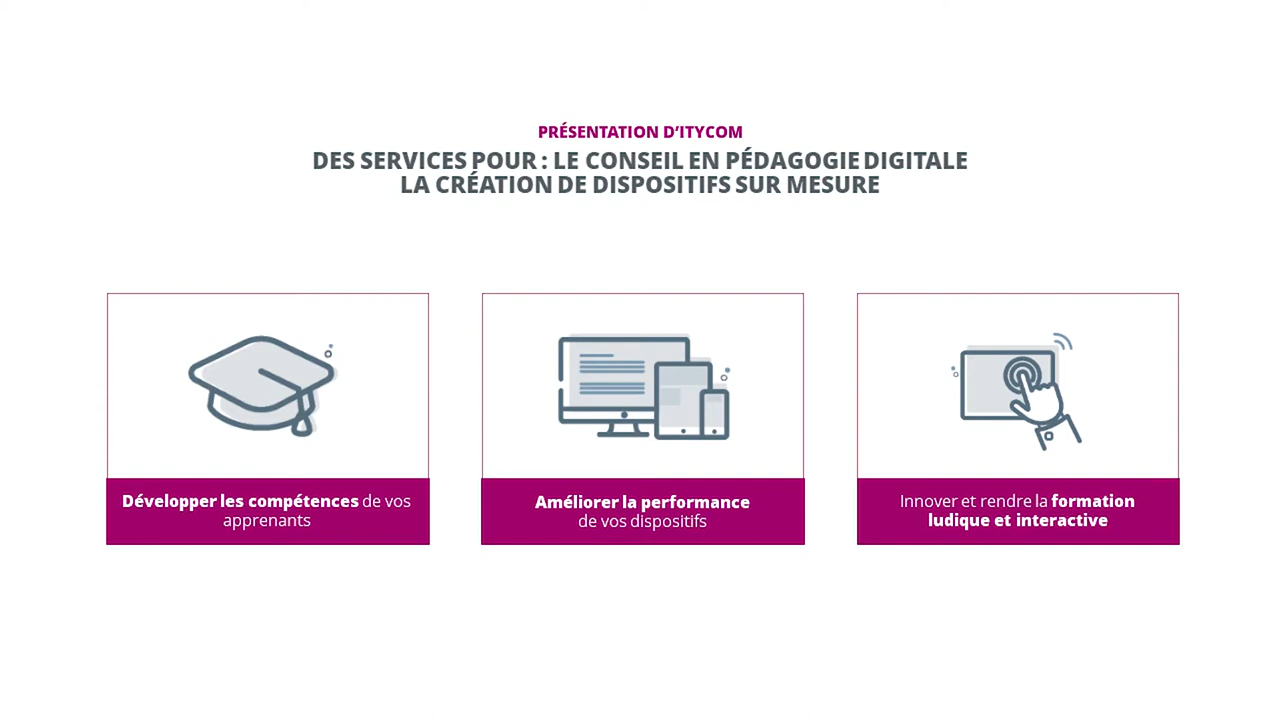 PRÉSENTATION D’ITYCOM
DES SERVICES POUR : LE CONSEIL EN PÉDAGOGIE DIGITALE
LA CRÉATION DE DISPOSITIFS SUR MESURE
Développer les compétences de vos
apprenants
Améliorer la performance
de vos dispositifs
Innover et rendre la formation
ludique et interactive